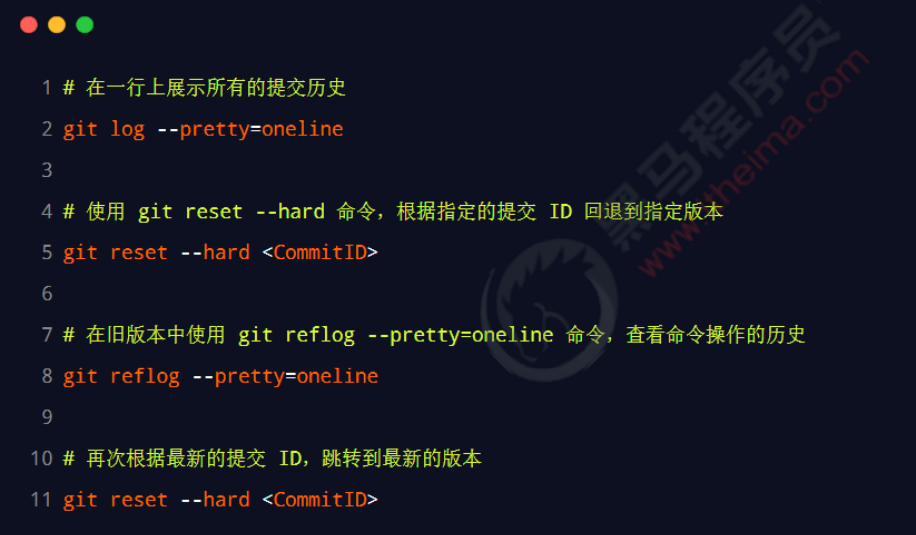 1 # 在一行上展示所有的提交历史
2 git log --pretty=oneline
3
4 # 使用 git reset --hard 命令，根据指定的提交 ID 回退到指定版本
5 git reset --hard <CommitID>
6
7 # 在旧版本中使用 git reflog --pretty=oneline 命令，查看命令操作的历史
8 git reflog --pretty=oneline
9
10 # 再次根据最新的提交 ID，跳转到最新的版本
11 git reset --hard <CommitID>
黑马程序员
www.itheima.com